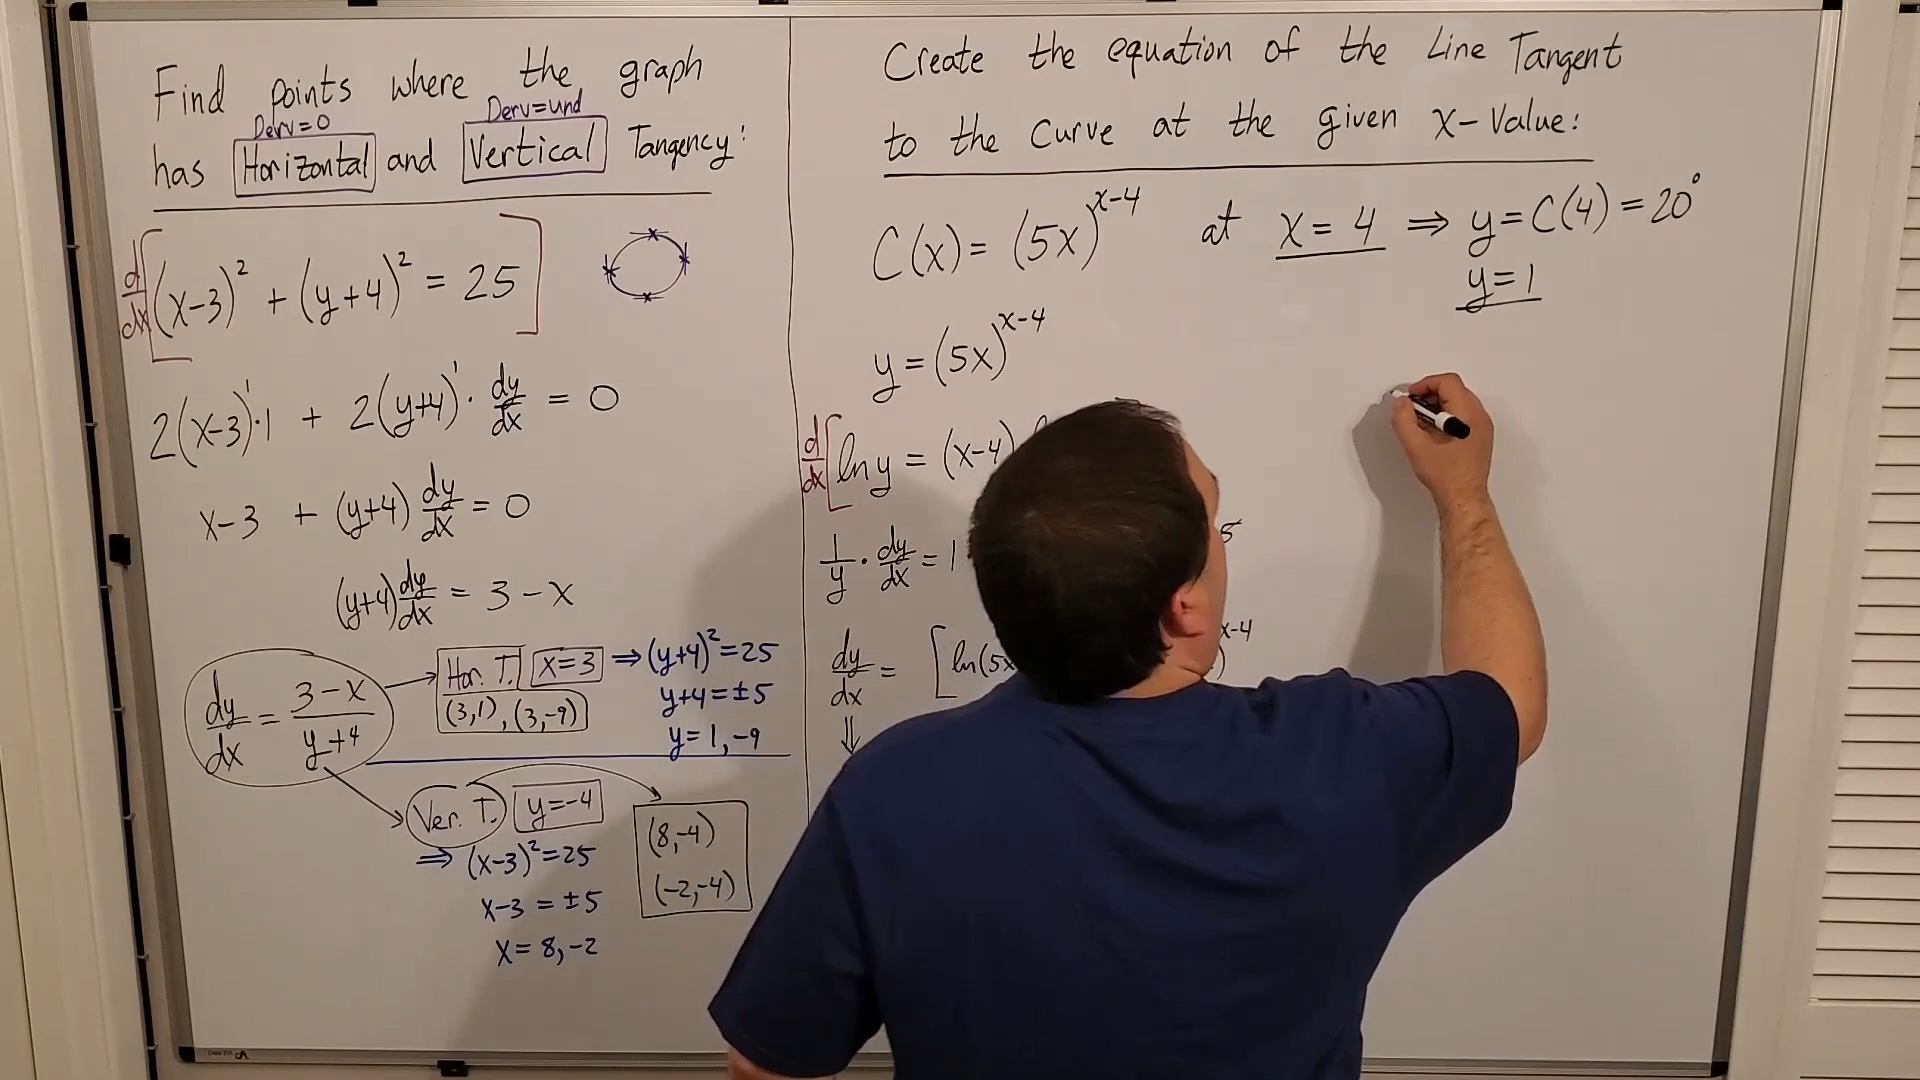 Find points where the graph
Derv=0 Derv=und
has Horizontal and Vertical Tangency:
d/dx [(x-3)² + (y+4)² = 25]
2(x-3)¹·1 + 2(y+4)¹· dy/dx = 0
x-3 + (y+4) dy/dx = 0
(y+4) dy/dx = 3-x
dy/dx = (3-x)/(y+4)
Hor. T. x=3 ⇒ (y+4)²=25
(3,1), (3,-9)
y+4=±5
y=1,-9
Ver. T. y=-4
⇒ (x-3)²=25
x-3=±5
x=8,-2
(8,-4)
(-2,-4)
Create the equation of the Line Tangent
to the Curve at the given x-Value:
C(x) = (5x)^(x-4) at x=4 ⇒ y=C(4)=20⁰
y=1
y=(5x)^(x-4)
d/dx [ln y = (x-4)
1/y · dy/dx = 1 · 5
dy/dx = [ln(5x x-4
⇓